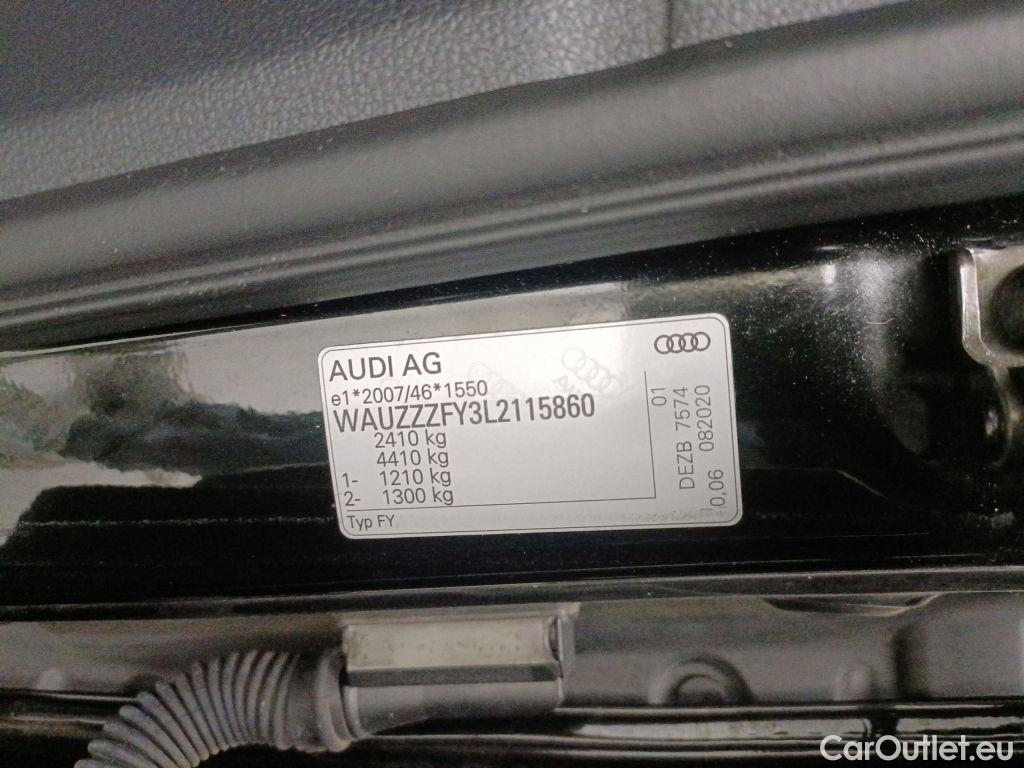 AUDI AG
e1*2007/46*1550
WAUZZZFY3L2115860
2410 kg
4410 kg
1- 1210 kg
2- 1300 kg
Typ FY
01
DEZB 7574
082020
0,06
CarOutlet.eu